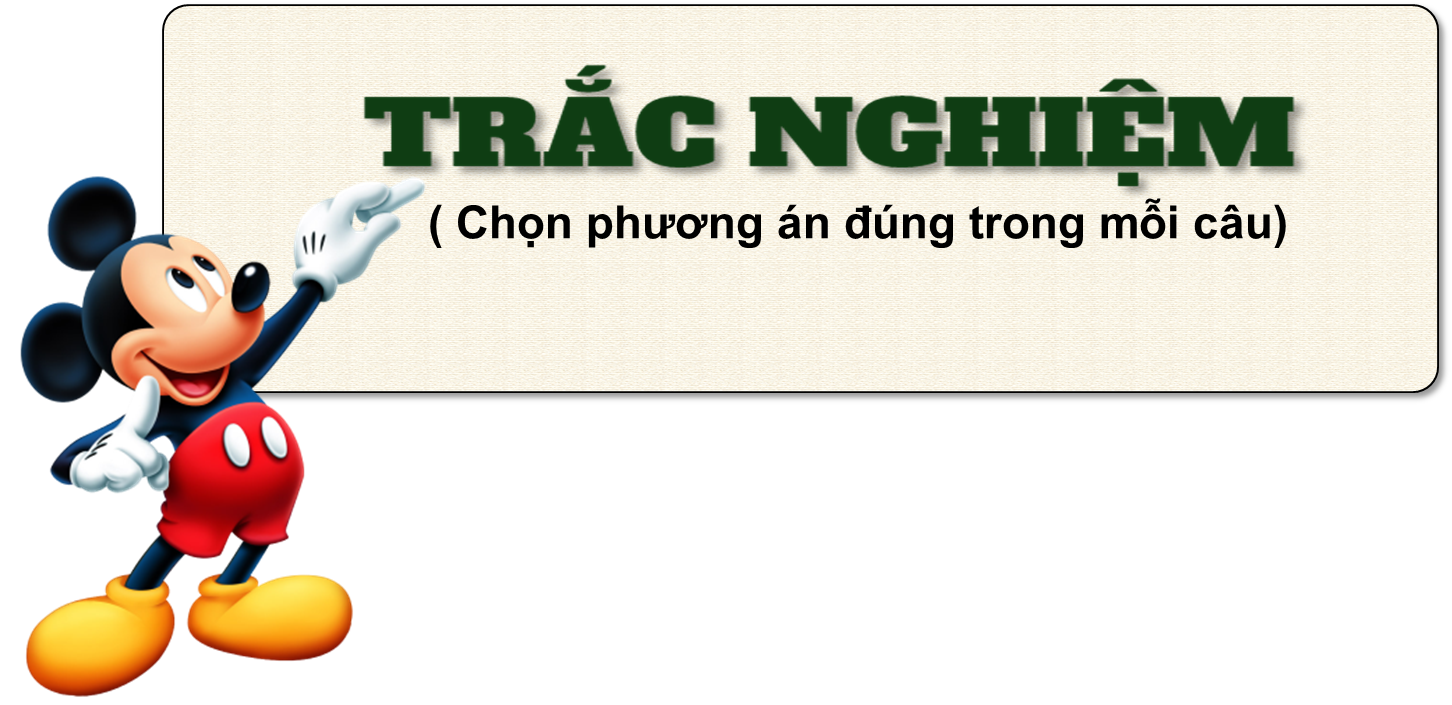 TRẮC NGHIỆM
( Chọn phương án đúng trong mỗi câu)